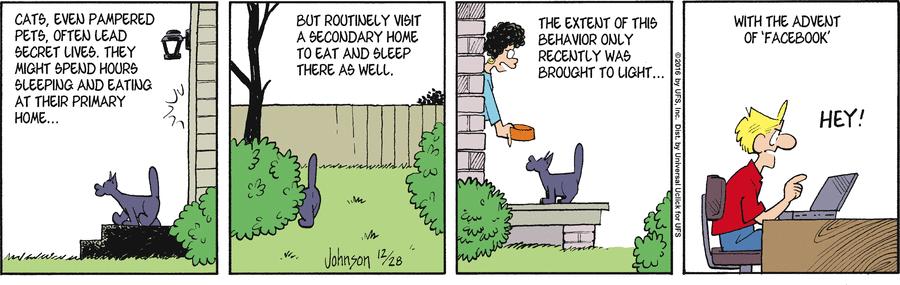 CATS, EVEN PAMPERED
PETS, OFTEN LEAD
SECRET LIVES. THEY
MIGHT SPEND HOURS
SLEEPING AND EATING
AT THEIR PRIMARY
HOME...
BUT ROUTINELY VISIT
A SECONDARY HOME
TO EAT AND SLEEP
THERE AS WELL.
Johnson 12/28
THE EXTENT OF THIS
BEHAVIOR ONLY
RECENTLY WAS
BROUGHT TO LIGHT...
©2016 by UFS, Inc. Dist. by Universal Uclick for UFS
WITH THE ADVENT
OF 'FACEBOOK'
HEY!